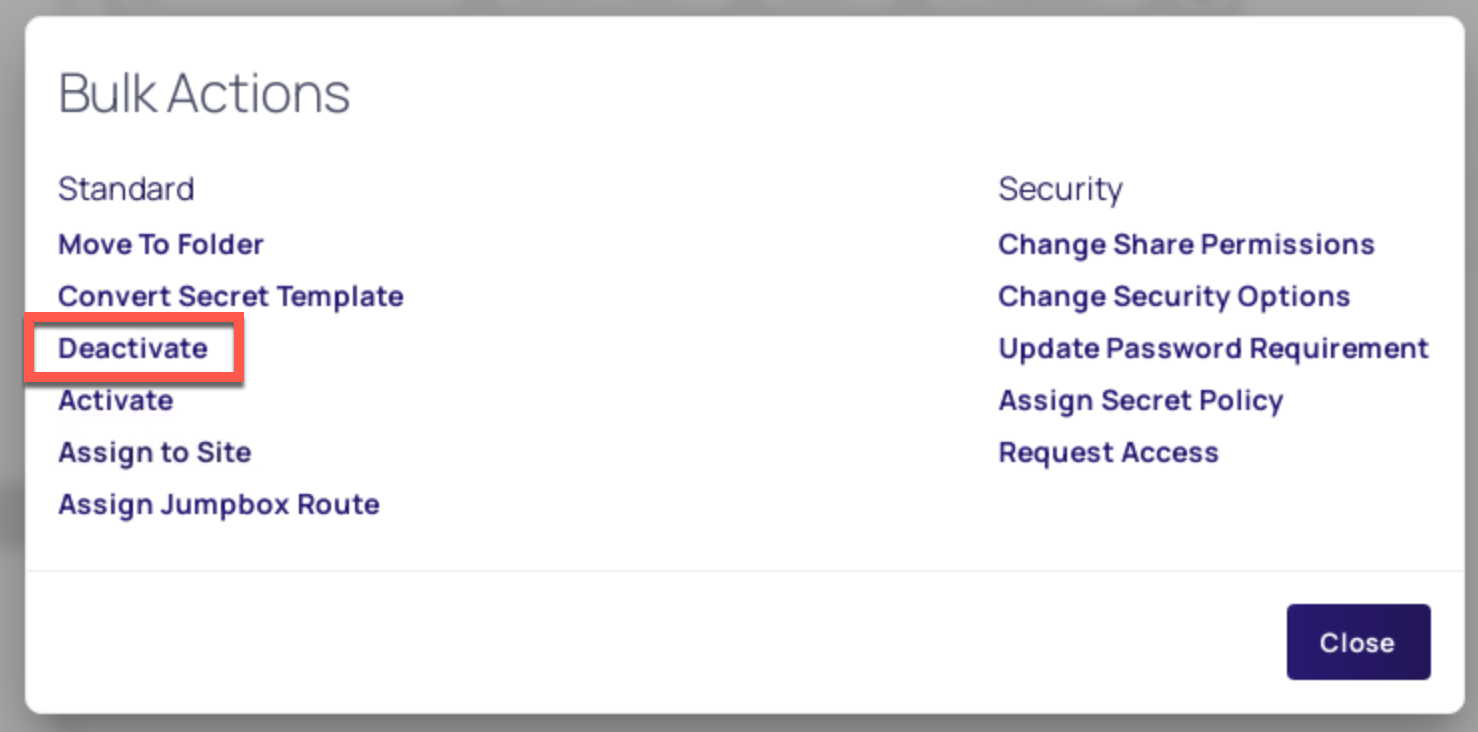 Bulk Actions
Standard
Move To Folder
Convert Secret Template
Deactivate
Activate
Assign to Site
Assign Jumpbox Route
Security
Change Share Permissions
Change Security Options
Update Password Requirement
Assign Secret Policy
Request Access
Close